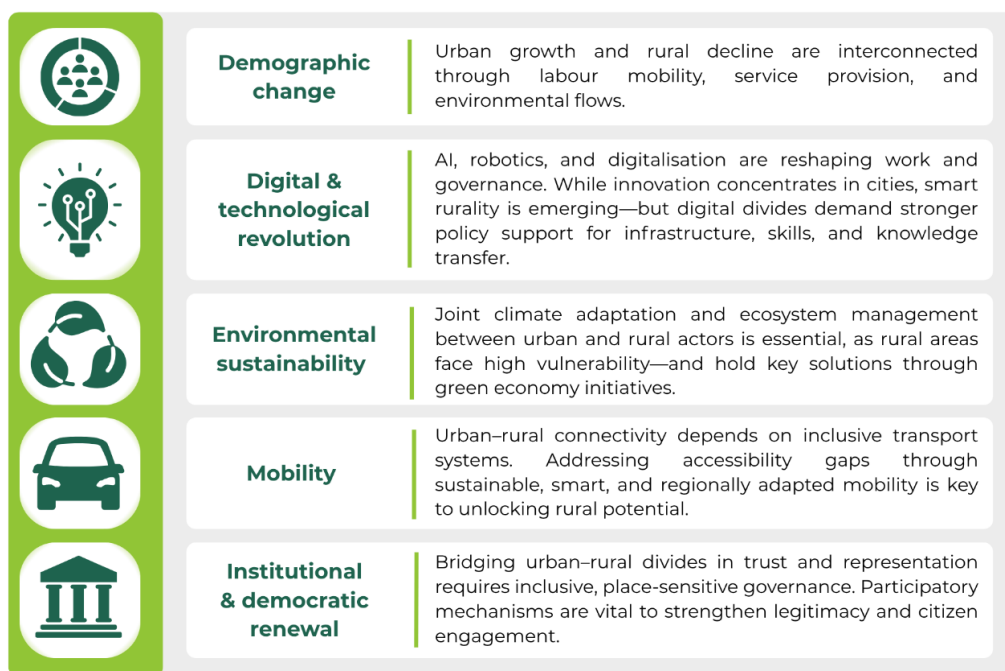 Demographic
change
Urban growth and rural decline are interconnected
through labour mobility, service provision, and
environmental flows.
Digital &
technological
revolution
AI, robotics, and digitalisation are reshaping work and
governance. While innovation concentrates in cities, smart
rurality is emerging—but digital divides demand stronger
policy support for infrastructure, skills, and knowledge
transfer.
Environmental
sustainability
Joint climate adaptation and ecosystem management
between urban and rural actors is essential, as rural areas
face high vulnerability—and hold key solutions through
green economy initiatives.
Mobility
Urban–rural connectivity depends on inclusive transport
systems. Addressing accessibility gaps through
sustainable, smart, and regionally adapted mobility is key
to unlocking rural potential.
Institutional
& democratic
renewal
Bridging urban–rural divides in trust and representation
requires inclusive, place-sensitive governance. Participatory
mechanisms are vital to strengthen legitimacy and citizen
engagement.